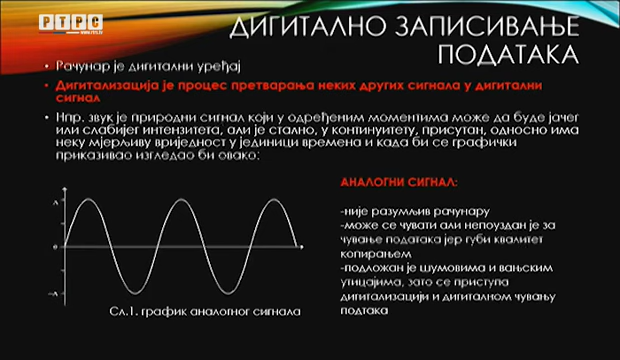 РТРС
www.rtrs.tv
ДИГИТАЛНО ЗАПИСИВАЊЕ
ПОДАТАКА
• Рачунар је дигитални уређај
• Дигитализација је процес претварања неких других сигнала у дигитални
сигнал
• Нпр. звук је природни сигнал који у одређеним моментима може да буде јачег
или слабијег интензитета, али је стално, у континуитету, присутан, односно има
неку мјерљиву вриједност у јединици времена и када би се графички
приказивао изгледао би овако:
АНАЛОГНИ СИГНАЛ:
-није разумљив рачунару
-може се чувати али непоуздан је за
чување података јер губи квалитет
копирањем
-подложан је шумовима и вањским
утицајима, зато се приступа
дигитализацији и дигиталном чувању
подтака
0
Сл.1. график аналогног сигнала